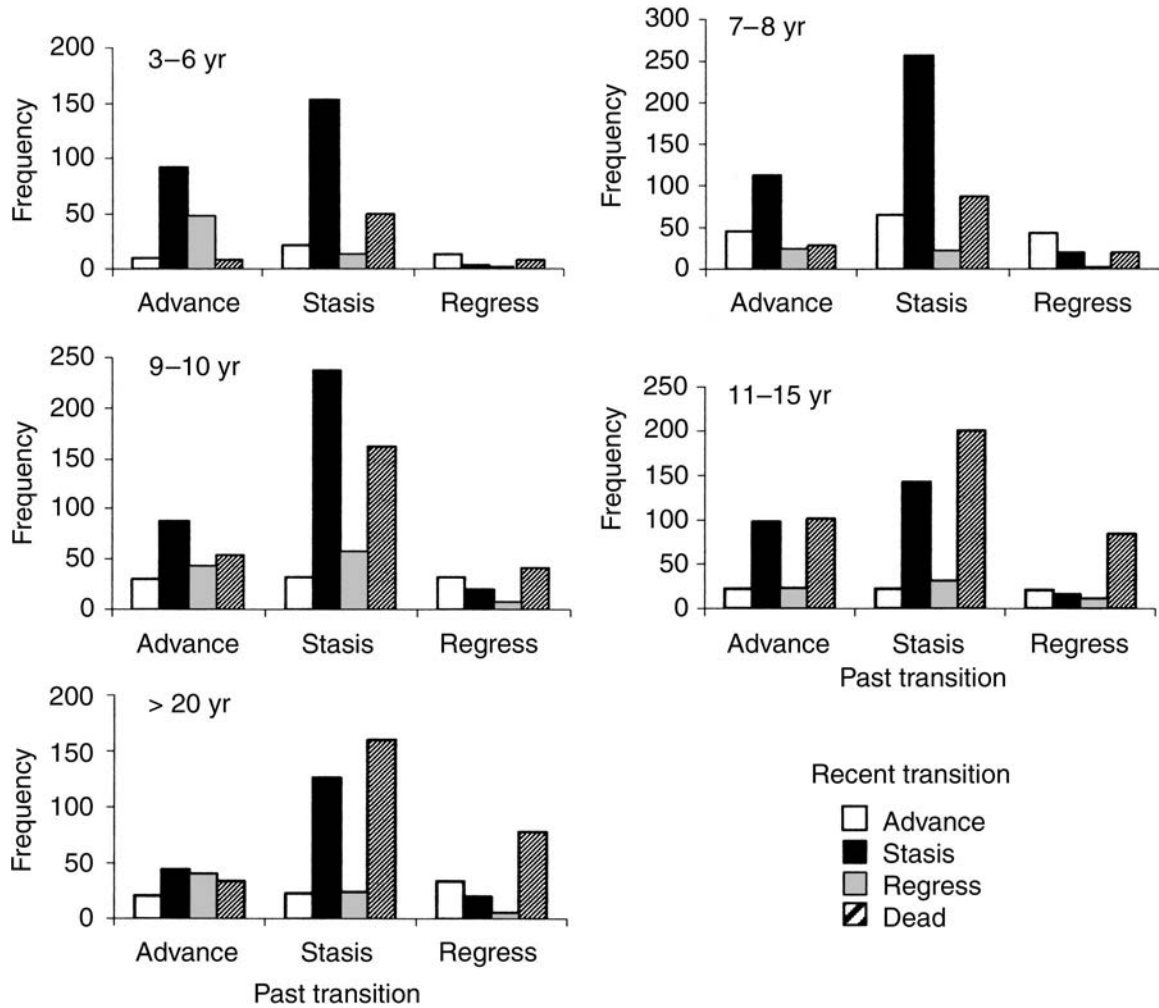 3–6 yr
Frequency
200
150
100
50
0
Advance
Stasis
Regress
7–8 yr
Frequency
300
250
200
150
100
50
0
Advance
Stasis
Regress
9–10 yr
Frequency
250
200
150
100
50
0
Advance
Stasis
Regress
11–15 yr
Frequency
250
200
150
100
50
0
Advance
Stasis
Regress
Past transition
> 20 yr
Frequency
200
150
100
50
0
Advance
Stasis
Regress
Past transition
Recent transition
Advance
Stasis
Regress
Dead